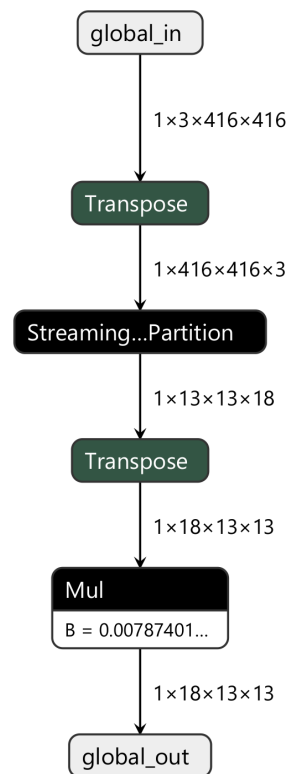 global_in
1×3×416×416
Transpose
1×416×416×3
Streaming...Partition
1×13×13×18
Transpose
1×18×13×13
Mul
B = 0.00787401...
1×18×13×13
global_out